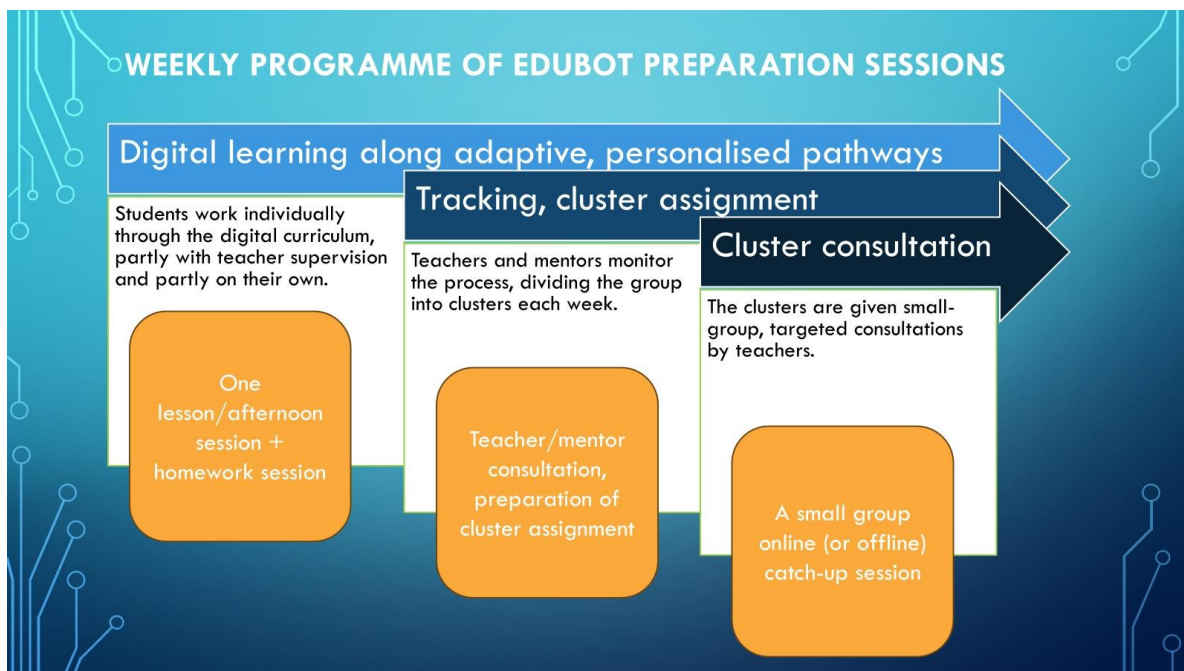 WEEKLY PROGRAMME OF EDUBOT PREPARATION SESSIONS
Digital learning along adaptive, personalised pathways
Students work individually
through the digital curriculum,
partly with teacher supervision
and partly on their own.
One
lesson/afternoon
session +
homework session
Tracking, cluster assignment
Teachers and mentors monitor
the process, dividing the group
into clusters each week.
Teacher/mentor
consultation,
preparation of
cluster assignment
Cluster consultation
The clusters are given small-
group, targeted consultations
by teachers.
A small group
online (or offline)
catch-up session